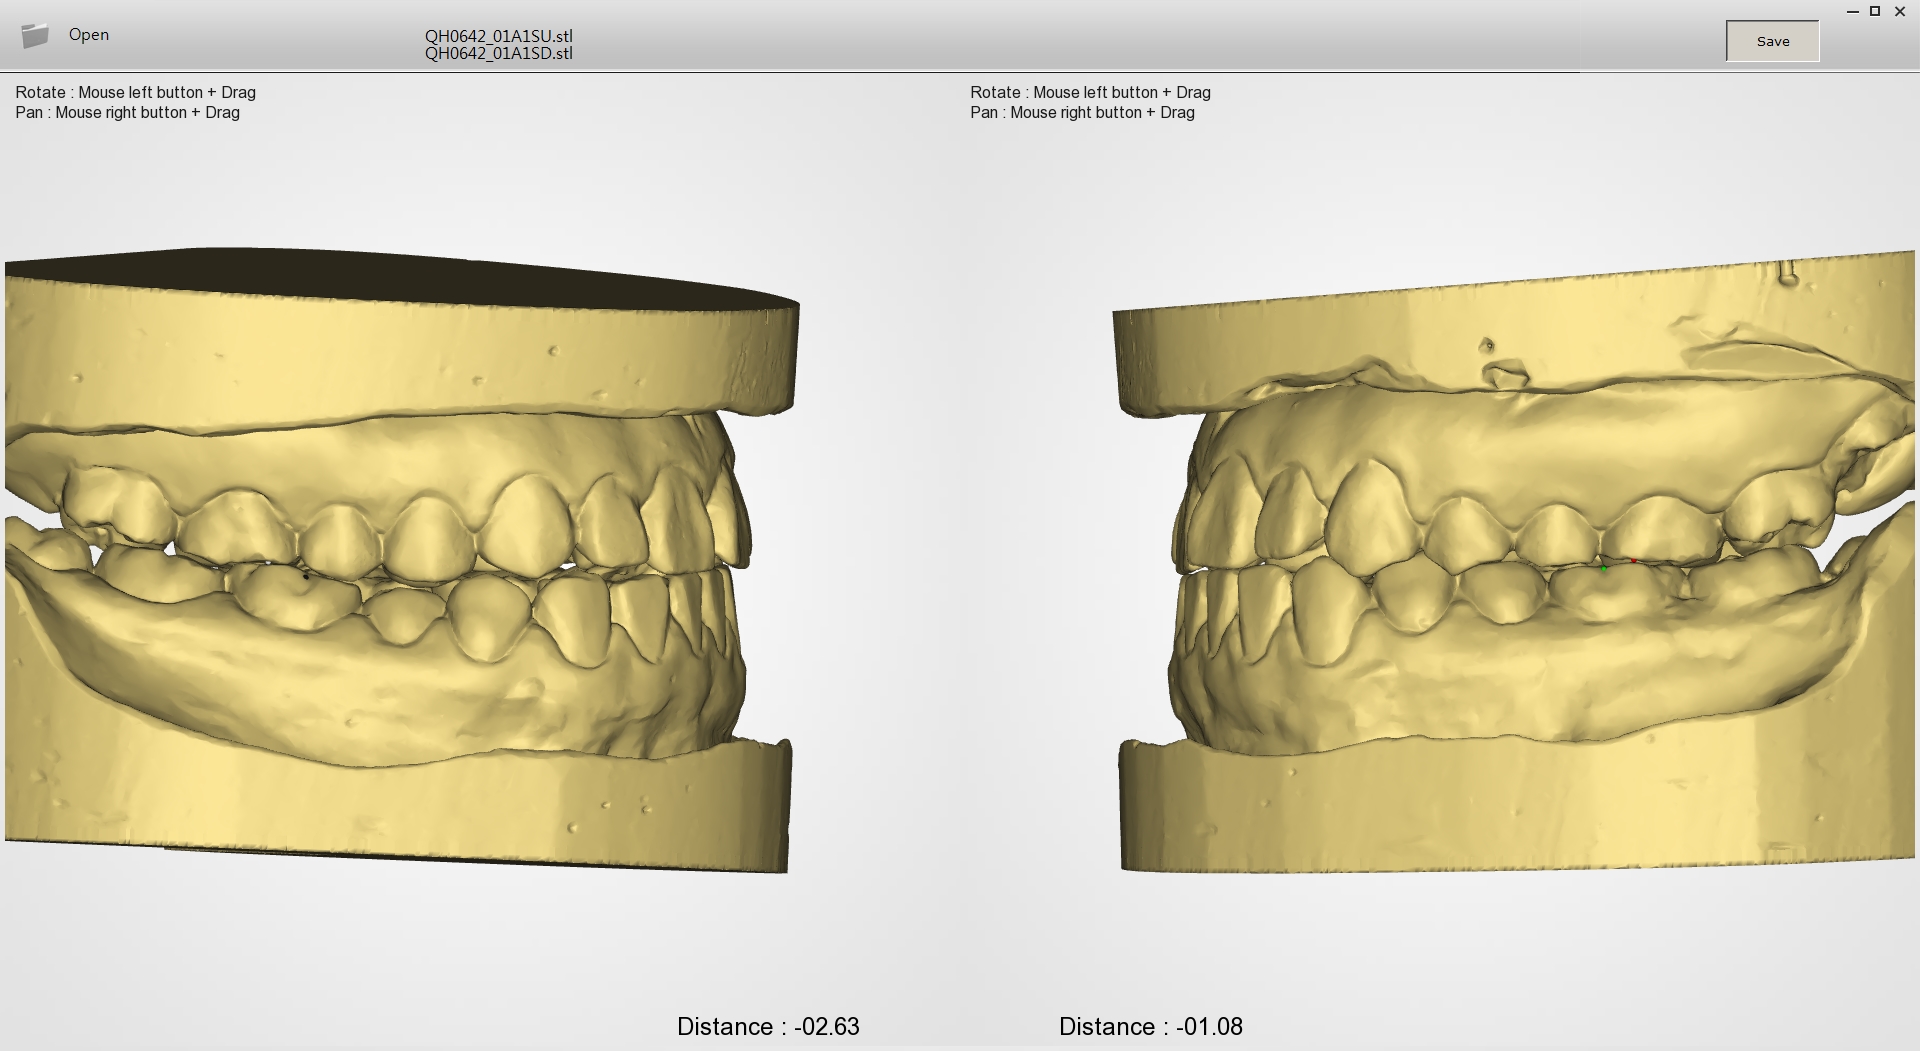 Open
QH0642_01A1SU.stl
QH0642_01A1SD.stl
Save
Rotate : Mouse left button + Drag
Pan : Mouse right button + Drag
Rotate : Mouse left button + Drag
Pan : Mouse right button + Drag
Distance : -02.63
Distance : -01.08